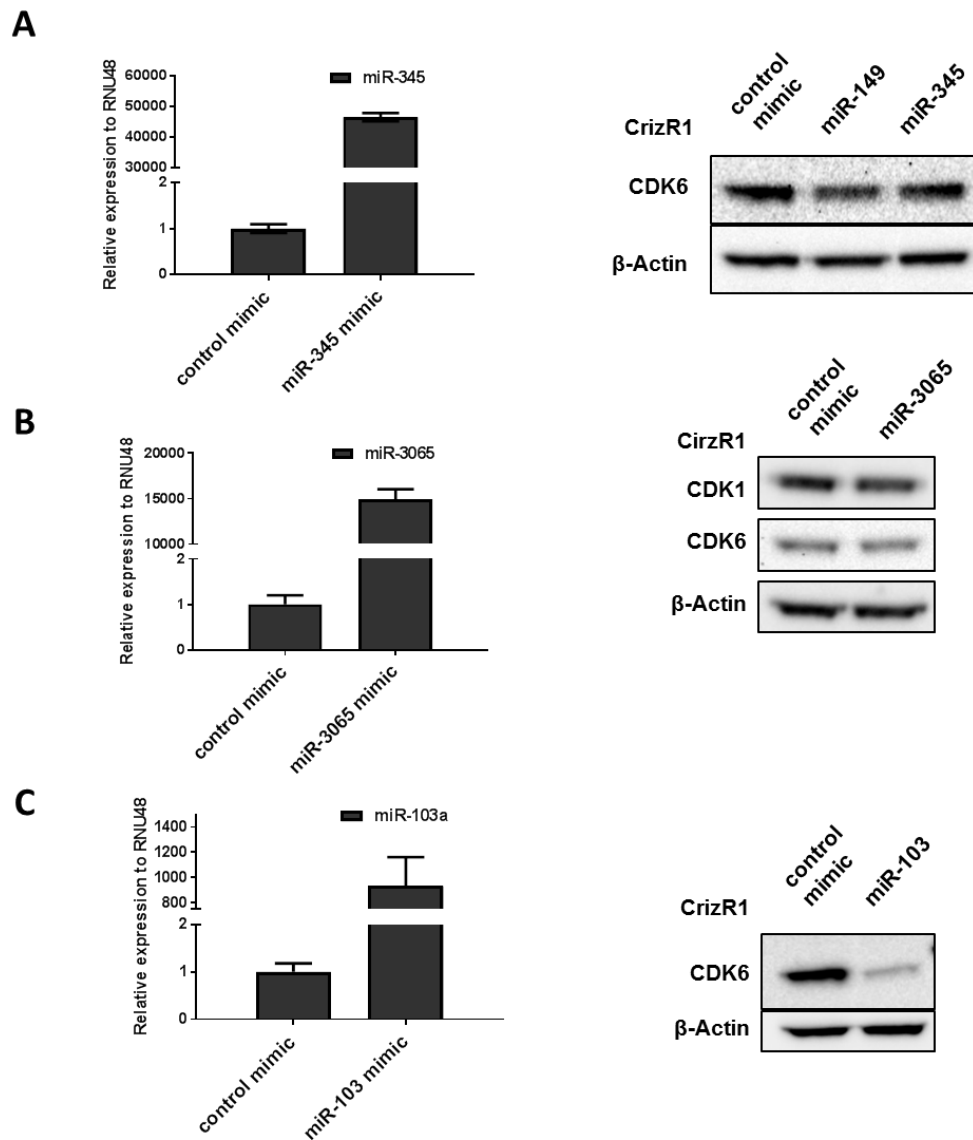 A
Relative expression to RNU48
miR-345
60000
50000
40000
30000
2
1
0
control mimic
miR-345 mimic
control
mimic
miR-149
miR-345
CrizR1
CDK6
β-Actin
B
Relative expression to RNU48
miR-3065
20000
15000
10000
2
1
0
control mimic
miR-3065 mimic
control
mimic
miR-3065
CirzR1
CDK1
CDK6
β-Actin
C
Relative expression to RNU48
miR-103a
1400
1200
1000
800
2
1
0
control mimic
miR-103 mimic
control
mimic
miR-103
CrizR1
CDK6
β-Actin